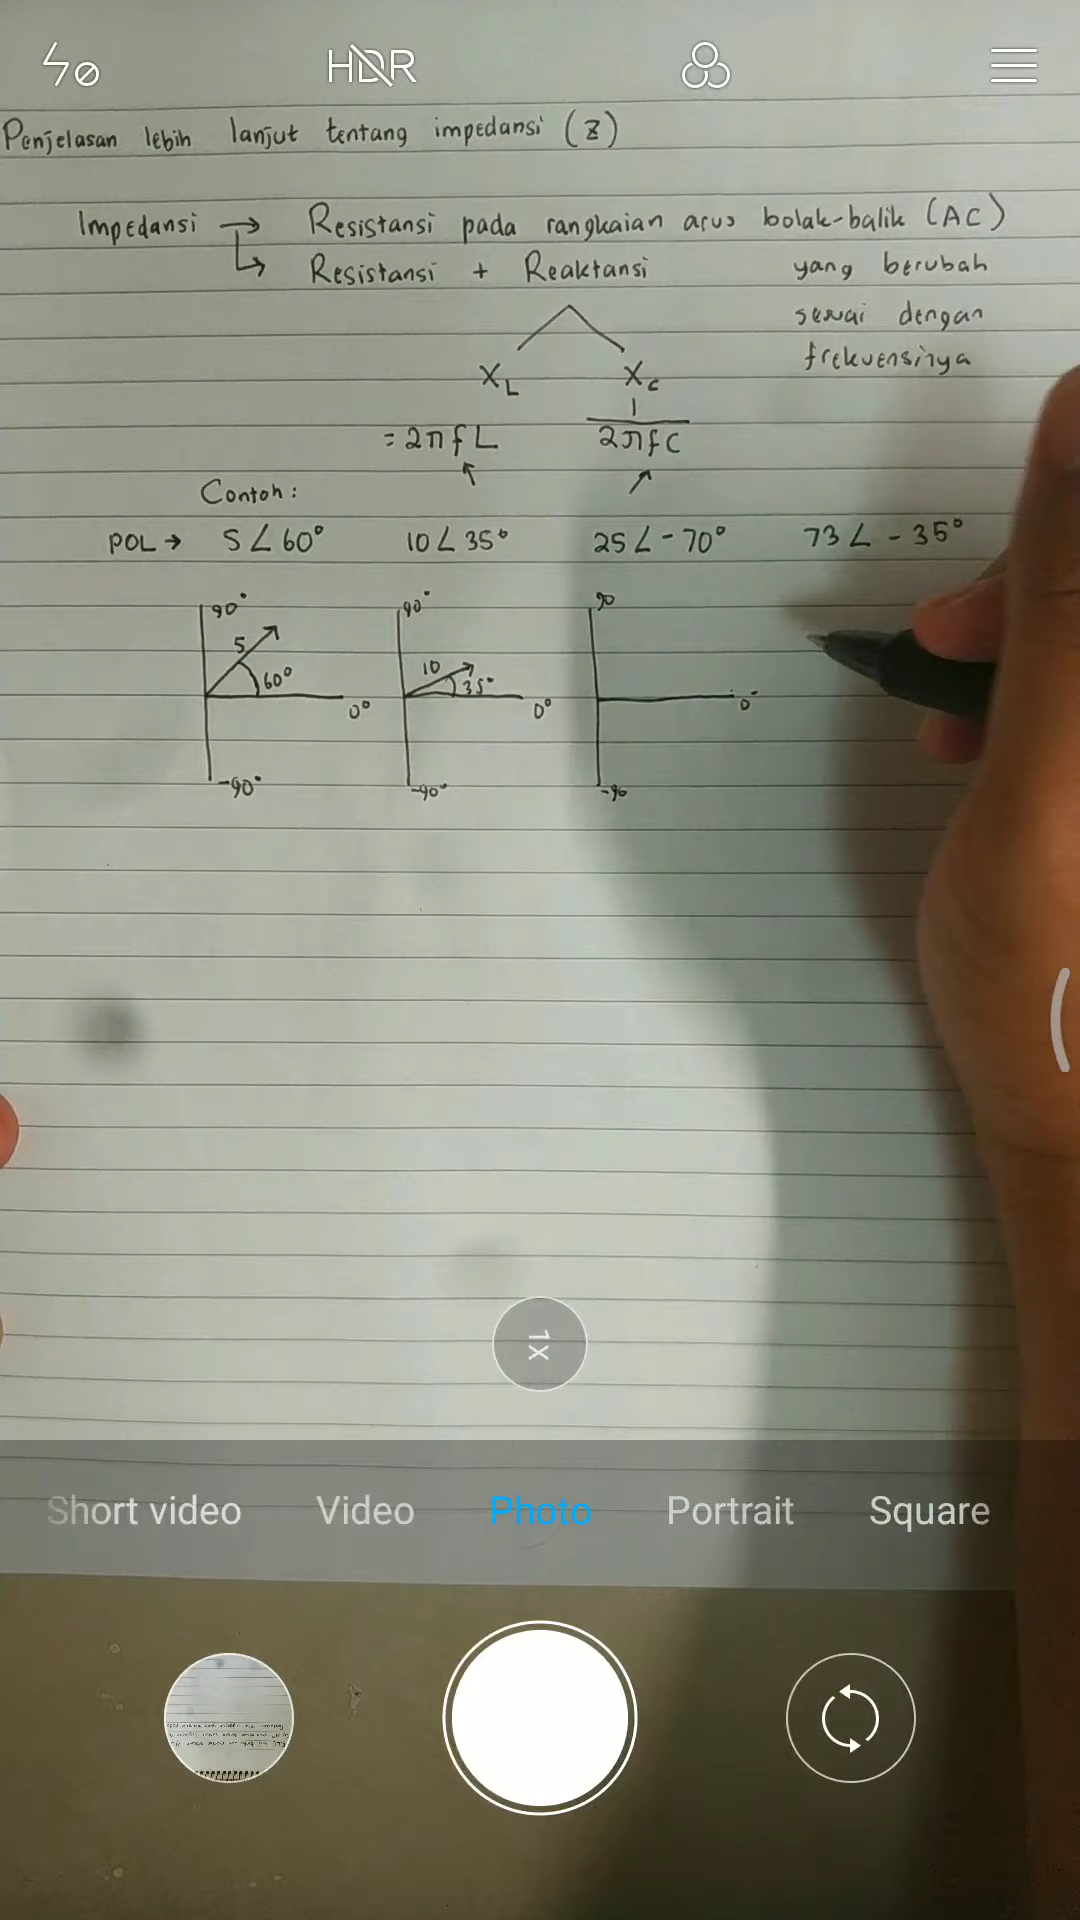 HDR
Penjelasan lebih lanjut tentang impedansi (Z)
Impedansi → Resistansi pada rangkaian arus bolak-balik (AC)
↳ Resistansi + Reaktansi yang berubah
sesuai dengan
frekuensinya
X_L X_C
= 2πfL 1/2πfC
Contoh:
POL → 5∠60° 10∠35° 25∠-70° 73∠-35°
90° 90° 90
5 60° 10 35°
0° 0° 0°
-90° -90° -90
1X
Short video Video Photo Portrait Square